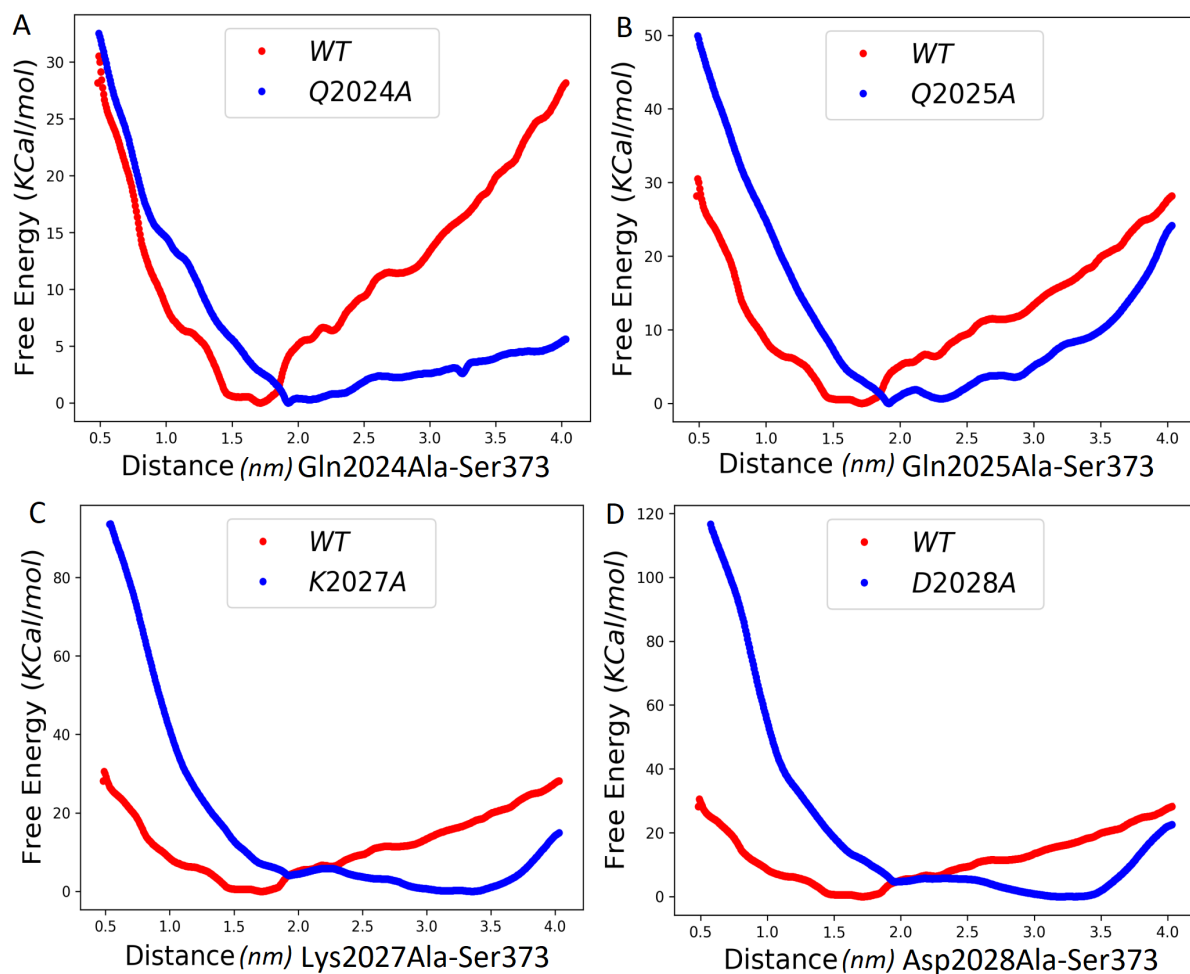 A
Free Energy (KCal/mol)
30
25
20
15
10
5
0
WT
Q2024A
0.5 1.0 1.5 2.0 2.5 3.0 3.5 4.0
Distance (nm) Gln2024Ala-Ser373
B
Free Energy (KCal/mol)
50
40
30
20
10
0
WT
Q2025A
0.5 1.0 1.5 2.0 2.5 3.0 3.5 4.0
Distance (nm) Gln2025Ala-Ser373
C
Free Energy (KCal/mol)
80
60
40
20
0
WT
K2027A
0.5 1.0 1.5 2.0 2.5 3.0 3.5 4.0
Distance (nm) Lys2027Ala-Ser373
D
Free Energy (KCal/mol)
120
100
80
60
40
20
0
WT
D2028A
0.5 1.0 1.5 2.0 2.5 3.0 3.5 4.0
Distance (nm) Asp2028Ala-Ser373